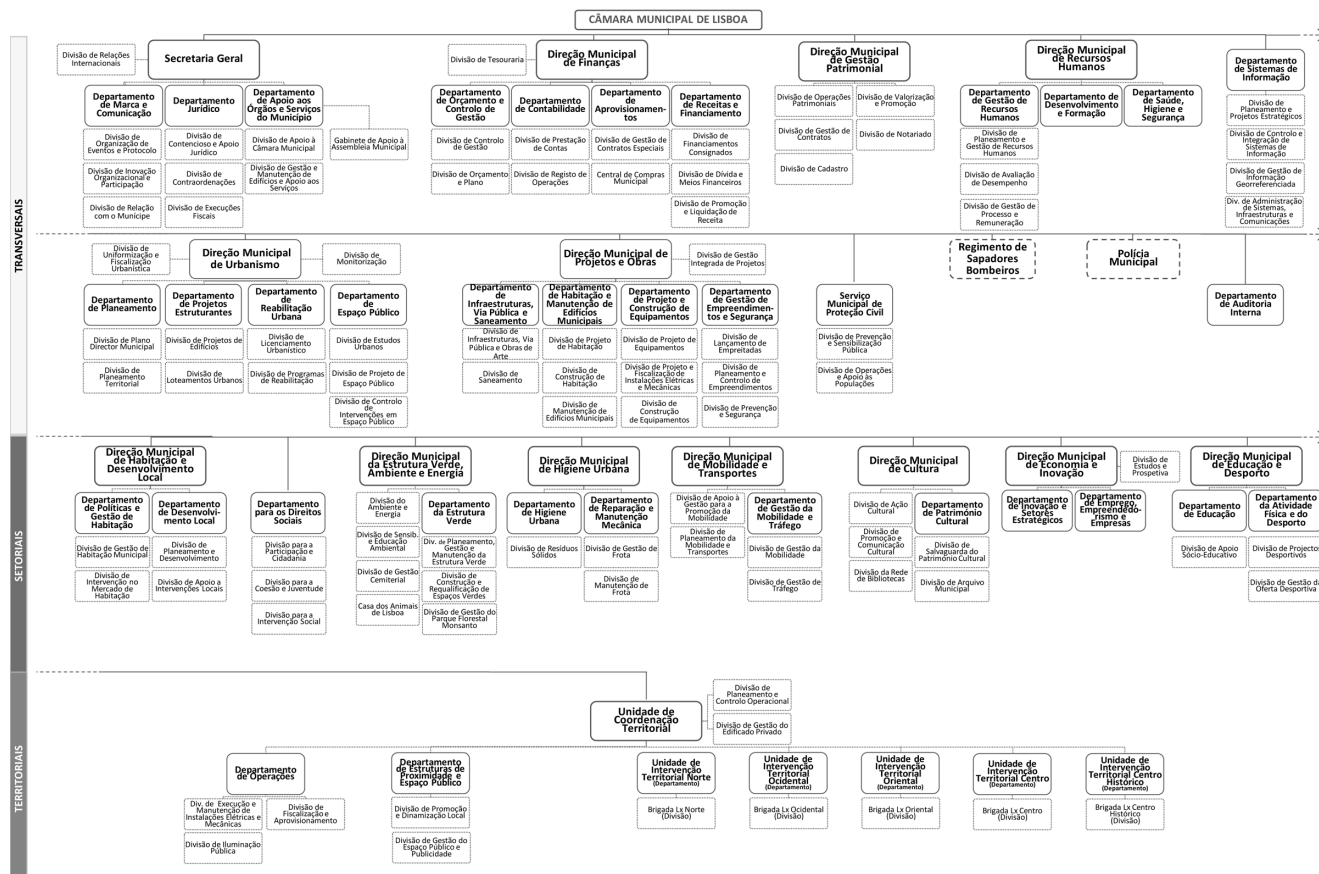 CÂMARA MUNICIPAL DE LISBOA
TRANSVERSAIS
Divisão de Relações
Internacionais
Secretaria Geral
Departamento
de Marca e
Comunicação
Departamento
Jurídico
Departamento
de Apoio aos
Órgãos e Serviços
do Município
Divisão de
Organização de
Eventos e Protocolo
Divisão de
Contencioso e Apoio
Jurídico
Divisão de Apoio à
Câmara Municipal
Gabinete de Apoio à
Assembleia Municipal
Divisão de Inovação
Organizacional e
Participação
Divisão de
Contraordenações
Divisão de Gestão e
Manutenção de
Edifícios e Apoio aos
Serviços
Divisão de Relação
com o Munícipe
Divisão de Execuções
Fiscais
Divisão de Tesouraria
Direção Municipal
de Finanças
Departamento
de Orçamento e
Controlo de
Gestão
Departamento
de Contabilidade
Departamento
de
Aprovisionamen-
tos
Departamento
de Receitas e
Financiamento
Divisão de Controlo
de Gestão
Divisão de Prestação
de Contas
Divisão de Gestão de
Contratos Especiais
Divisão de
Financiamentos
Consignados
Divisão de Orçamento
e Plano
Divisão de Registo de
Operações
Central de Compras
Municipal
Divisão de Dívida e
Meios Financeiros
Divisão de Promoção
e Liquidação de
Receita
Direção Municipal
de Gestão
Patrimonial
Divisão de Operações
Patrimoniais
Divisão de Valorização
e Promoção
Divisão de Gestão de
Contratos
Divisão de Notariado
Divisão de Cadastro
Direção Municipal
de Recursos
Humanos
Departamento
de Gestão de
Recursos
Humanos
Departamento de
Desenvolvimento
e Formação
Departamento
de Saúde,
Higiene e
Segurança
Divisão de
Planeamento e
Gestão de Recursos
Humanos
Divisão de Avaliação
de Desempenho
Divisão de Gestão de
Processo e
Remuneração
Departamento
de Sistemas de
Informação
Divisão de
Planeamento e
Projetos Estratégicos
Divisão de Controlo e
Integração de
Sistemas de
Informação
Divisão de Gestão de
Informação
Georreferenciada
Div. de Administração
de Sistemas,
Infraestruturas e
Comunicações
Divisão de
Uniformização e
Fiscalização
Urbanística
Direção Municipal
de Urbanismo
Divisão de
Monitorização
Departamento
de Planeamento
Departamento
de Projetos
Estruturantes
Departamento
de
Reabilitação
Urbana
Departamento
de
Espaço Público
Divisão de Plano
Director Municipal
Divisão de Projetos de
Edifícios
Divisão de
Licenciamento
Urbanístico
Divisão de Estudos
Urbanos
Divisão de
Planeamento
Territorial
Divisão de
Loteamentos Urbanos
Divisão de Programas
de Reabilitação
Divisão de Projeto de
Espaço Público
Divisão de Controlo
de
Intervenções em
Espaço Público
Direção Municipal de
Projetos e Obras
Divisão de Gestão
Integrada de Projetos
Departamento
de
Infraestruturas,
Via Pública e
Saneamento
Departamento
de Habitação e
Manutenção de
Edifícios
Municipais
Departamento
de Projeto e
Construção de
Equipamentos
Departamento
de Gestão de
Empreendimen-
tos e Segurança
Divisão de
Infraestruturas, Via
Pública e Obras de
Arte
Divisão de Projeto
de Habitação
Divisão de Projeto de
Equipamentos
Divisão de
Lançamento de
Empreitadas
Divisão de
Saneamento
Divisão de
Construção de
Habitação
Divisão de Projeto e
Fiscalização de
Instalações Elétricas
e Mecânicas
Divisão de
Planeamento e
Controlo de
Empreendimentos
Divisão de
Manutenção de
Edifícios Municipais
Divisão de
Construção
de Equipamentos
Divisão de Prevenção
e Segurança
Serviço
Municipal de
Proteção Civil
Divisão de Prevenção
e Sensibilização
Pública
Divisão de Operações
e Apoio às
Populações
Regimento de
Sapadores
Bombeiros
Polícia
Municipal
Departamento
de Auditoria
Interna
SETORIAIS
Direção Municipal
de Habitação e
Desenvolvimento
Local
Departamento
de Políticas e
Gestão de
Habitação
Departamento
de Desenvolvi-
mento Local
Divisão de Gestão de
Habitação Municipal
Divisão de
Planeamento e
Desenvolvimento
Divisão de
Intervenção no
Mercado de
Habitação
Divisão de Apoio a
Intervenções Locais
Departamento
para os Direitos
Sociais
Divisão para a
Participação e
Cidadania
Divisão para a
Coesão e Juventude
Divisão para a
Intervenção Social
Direção Municipal
da Estrutura Verde,
Ambiente e Energia
Divisão do
Ambiente e
Energia
Departamento
da Estrutura
Verde
Divisão de Sensib.
e Educação
Ambiental
Div. de Planeamento,
Gestão e
Manutenção da
Estrutura Verde
Divisão de Gestão
Cemiterial
Divisão de
Construção e
Requalificação de
Espaços Verdes
Casa dos Animais
de Lisboa
Divisão de Gestão do
Parque Florestal
Monsanto
Direção Municipal
de Higiene Urbana
Departamento
de Higiene
Urbana
Departamento
de Reparação e
Manutenção
Mecânica
Divisão de Resíduos
Sólidos
Divisão de Gestão de
Frota
Divisão de
Manutenção de
Frota
Direção Municipal
de Mobilidade e
Transportes
Divisão de Apoio à
Gestão para a
Promoção da
Mobilidade
Departamento
de Gestão da
Mobilidade e
Tráfego
Divisão de
Planeamento da
Mobilidade e
Transportes
Divisão de Gestão da
Mobilidade
Divisão de Gestão de
Tráfego
Direção Municipal
de Cultura
Divisão de Ação
Cultural
Departamento
de Património
Cultural
Divisão de
Promoção e
Comunicação
Cultural
Divisão de
Salvaguarda do
Património Cultural
Divisão da Rede
de Bibliotecas
Divisão de Arquivo
Municipal
Direção Municipal
de Economia e
Inovação
Divisão de
Estudos e
Prospetiva
Departamento
de Inovação e
Setores
Estratégicos
Departamento
de Emprego,
Empreendedo-
rismo e
Empresas
Direção Municipal
de Educação e
Desporto
Departamento
de Educação
Departamento
da Atividade
Física e do
Desporto
Divisão de Apoio
Sócio-Educativo
Divisão de Projectos
Desportivos
Divisão de Gestão da
Oferta Desportiva
TERRITORIAIS
Unidade de
Coordenação
Territorial
Divisão de
Planeamento e
Controlo Operacional
Divisão de Gestão do
Edificado Privado
Departamento
de Operações
Div. de Execução e
Manutenção de
Instalações Elétricas e
Mecânicas
Divisão de
Fiscalização e
Aprovisionamento
Divisão de Iluminação
Pública
Departamento
de Estruturas de
Proximidade e
Espaço Público
Divisão de Promoção
e Dinamização Local
Divisão de Gestão do
Espaço Público e
Publicidade
Unidade de
Intervenção
Territorial Norte
(Departamento)
Brigada Lx Norte
(Divisão)
Unidade de
Intervenção
Territorial
Ocidental
(Departamento)
Brigada Lx Ocidental
(Divisão)
Unidade de
Intervenção
Territorial
Oriental
(Departamento)
Brigada Lx Oriental
(Divisão)
Unidade de
Intervenção
Territorial Centro
(Departamento)
Brigada Lx Centro
(Divisão)
Unidade de
Intervenção
Territorial Centro
Histórico
(Departamento)
Brigada Lx Centro
Histórico
(Divisão)